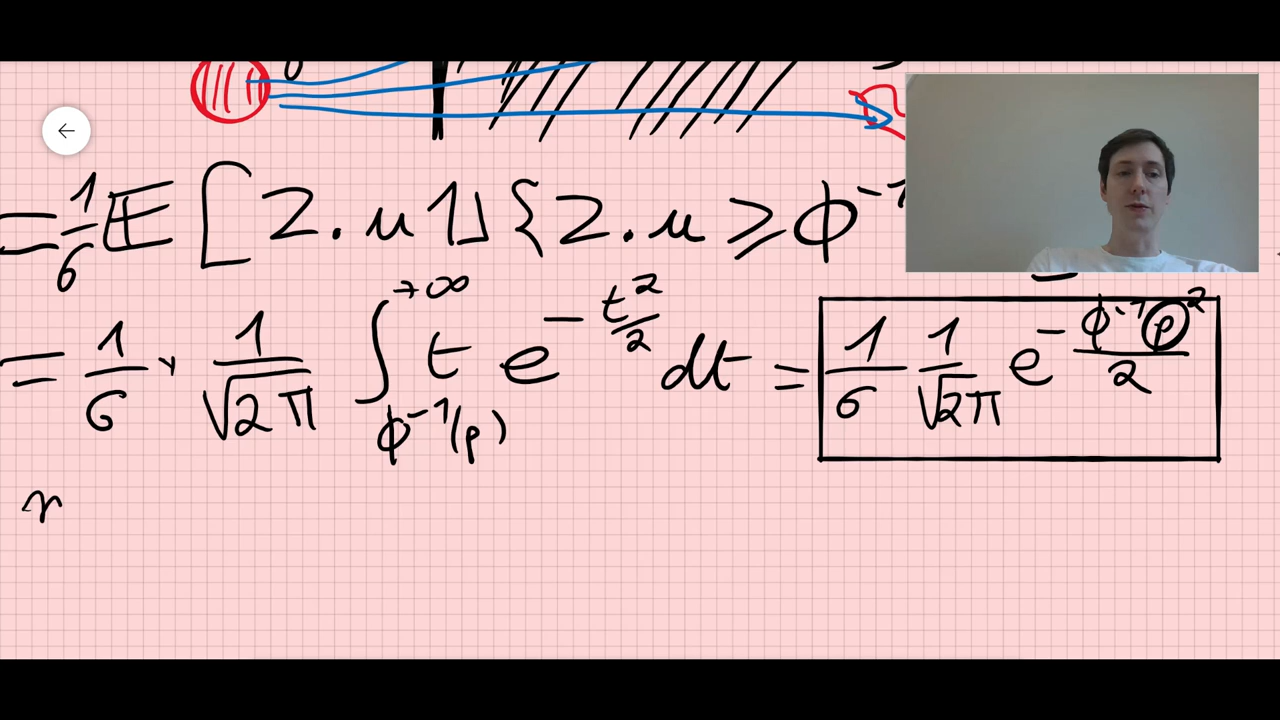 = 1/6 𝔼 [ Z.u 𝟙 { Z.u ≥ ϕ⁻¹
= 1/6 × 1/√2π ∫_{ϕ⁻¹(p)}^{+∞} t e^{-t²/2} dt = 1/6 1/√2π e^{-ϕ⁻¹(p)²/2}